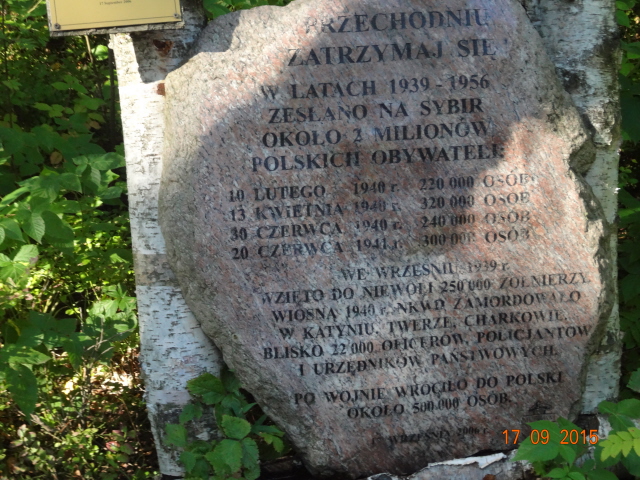 PRZECHODNIU
ZATRZYMAJ SIĘ
W LATACH 1939 - 1956
ZESŁANO NA SYBIR
OKOŁO 2 MILIONÓW
POLSKICH OBYWATELI:
10 LUTEGO 1940 r. 220 000 OSÓB
13 KWIETNIA 1940 r. 320 000 OSÓB
30 CZERWCA 1940 r. 240 000 OSÓB
20 CZERWCA 1941 r. 300 000 OSÓB
WE WRZEŚNIU 1939 r.
WZIĘTO DO NIEWOLI 250 000 ŻOŁNIERZY
WIOSNĄ 1940 r. NKWD ZAMORDOWAŁO
W KATYNIU, TWERZE, CHARKOWIE,
BLISKO 22 000 OFICERÓW, POLICJANTÓW
I URZĘDNIKÓW PAŃSTWOWYCH.
PO WOJNIE WRÓCIŁO DO POLSKI
OKOŁO 500 000 OSÓB.
WRZESIEŃ 2006 r.
17 09 2015